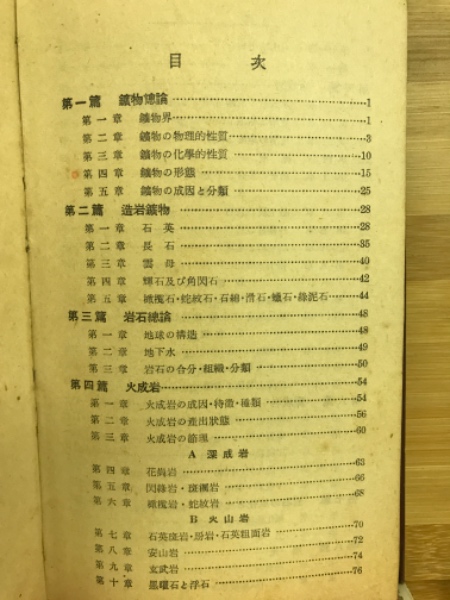 目 次
第一篇 鑛物總論 1
第一章 鑛物界 1
第二章 鑛物の物理的性質 3
第三章 鑛物の化學的性質 10
第四章 鑛物の形態 15
第五章 鑛物の成因と分類 25
第二篇 造岩鑛物 28
第一章 石英 28
第二章 長石 35
第三章 雲母 40
第四章 輝石及び角閃石 42
第五章 橄欖石・蛇紋石・石綿・滑石・蠟石・綠泥石 44
第三篇 岩石總論 48
第一章 地球の構造 48
第二章 地下水 49
第三章 岩石の合分・組織・分類 50
第四篇 火成岩 54
第一章 火成岩の成因・特徵・種類 54
第二章 火成岩の產出狀態 56
第三章 火成岩の節理 60
A 深成岩
第四章 花崗岩 63
第五章 閃綠岩・斑糲岩 66
第六章 橄欖岩・蛇紋岩 68
B 火山岩
第七章 石英斑岩・玢岩・石英粗面岩 70
第八章 安山岩 72
第九章 玄武岩 74
第十章 黑曜石と浮石 76